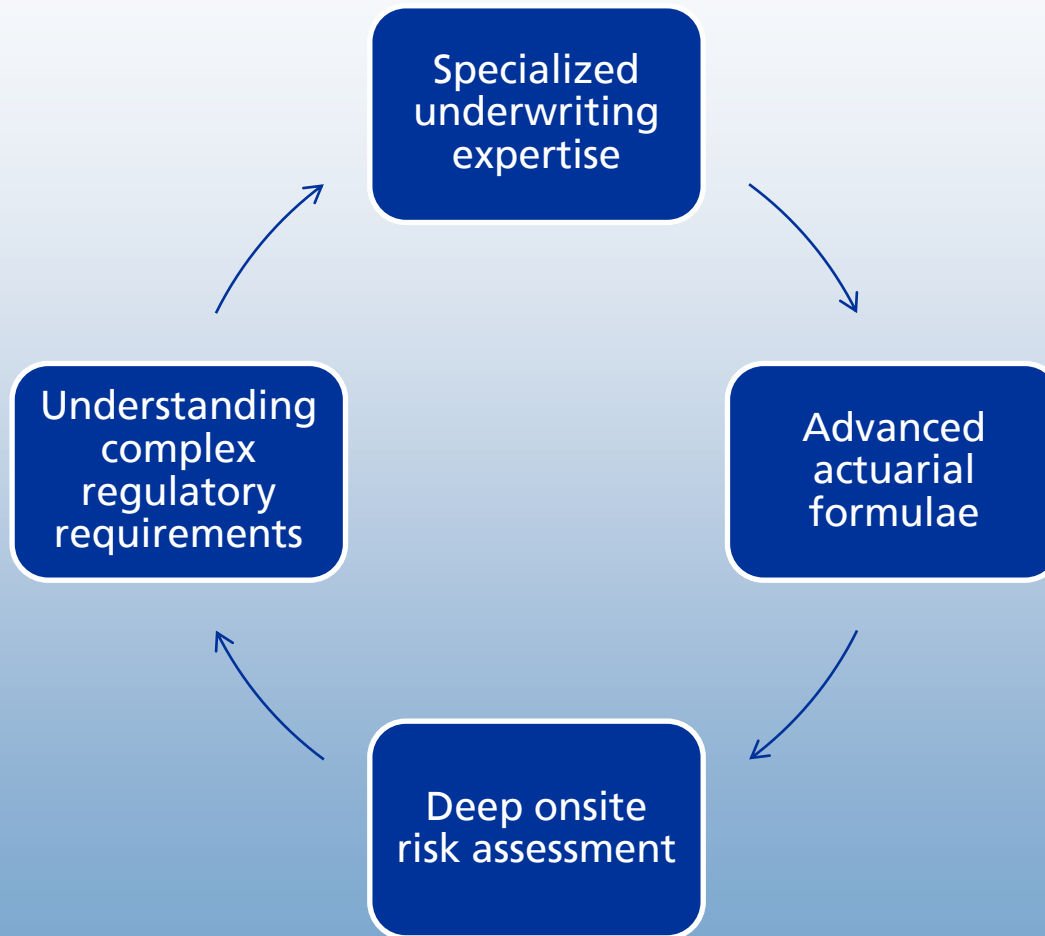 Specialized
underwriting
expertise
Understanding
complex
regulatory
requirements
Advanced
actuarial
formulae
Deep onsite
risk assessment